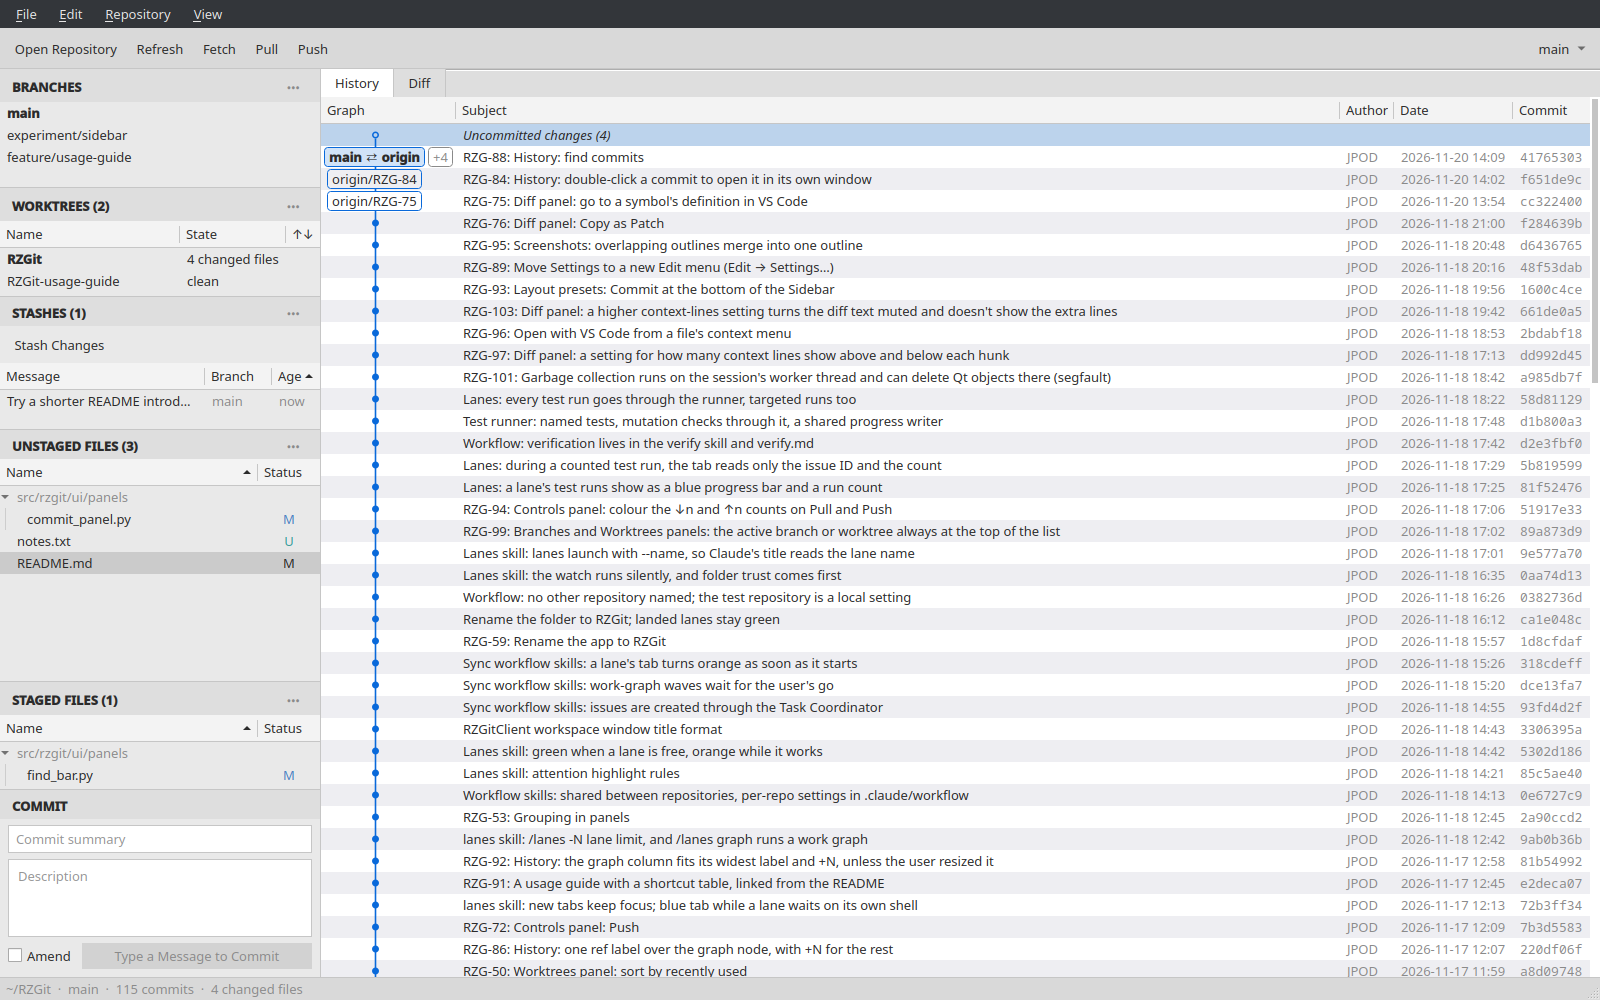 File Edit Repository View
Open Repository Refresh Fetch Pull Push main
BRANCHES ···
main
experiment/sidebar
feature/usage-guide
WORKTREES (2) ···
Name State ↑↓
RZGit 4 changed files
RZGit-usage-guide clean
STASHES (1) ···
Stash Changes
Message Branch Age
Try a shorter README introd... main now
UNSTAGED FILES (3) ···
Name Status
src/rzgit/ui/panels
commit_panel.py M
notes.txt U
README.md M
STAGED FILES (1) ···
Name Status
src/rzgit/ui/panels
find_bar.py M
COMMIT
Commit summary
Description
Amend Type a Message to Commit
History Diff
Graph Subject Author Date Commit
Uncommitted changes (4)
main ⇄ origin +4 RZG-88: History: find commits JPOD 2026-11-20 14:09 41765303
origin/RZG-84 RZG-84: History: double-click a commit to open it in its own window JPOD 2026-11-20 14:02 f651de9c
origin/RZG-75 RZG-75: Diff panel: go to a symbol's definition in VS Code JPOD 2026-11-20 13:54 cc322400
RZG-76: Diff panel: Copy as Patch JPOD 2026-11-18 21:00 f284639b
RZG-95: Screenshots: overlapping outlines merge into one outline JPOD 2026-11-18 20:48 d6436765
RZG-89: Move Settings to a new Edit menu (Edit → Settings...) JPOD 2026-11-18 20:16 48f53dab
RZG-93: Layout presets: Commit at the bottom of the Sidebar JPOD 2026-11-18 19:56 1600c4ce
RZG-103: Diff panel: a higher context-lines setting turns the diff text muted and doesn't show the extra lines JPOD 2026-11-18 19:42 661de0a5
RZG-96: Open with VS Code from a file's context menu JPOD 2026-11-18 18:53 2bdabf18
RZG-97: Diff panel: a setting for how many context lines show above and below each hunk JPOD 2026-11-18 17:13 dd992d45
RZG-101: Garbage collection runs on the session's worker thread and can delete Qt objects there (segfault) JPOD 2026-11-18 18:42 a985db7f
Lanes: every test run goes through the runner, targeted runs too JPOD 2026-11-18 18:22 58d81129
Test runner: named tests, mutation checks through it, a shared progress writer JPOD 2026-11-18 17:48 d1b800a3
Workflow: verification lives in the verify skill and verify.md JPOD 2026-11-18 17:42 d2e3fbf0
Lanes: during a counted test run, the tab reads only the issue ID and the count JPOD 2026-11-18 17:29 5b819599
Lanes: a lane's test runs show as a blue progress bar and a run count JPOD 2026-11-18 17:25 81f52476
RZG-94: Controls panel: colour the ↓n and ↑n counts on Pull and Push JPOD 2026-11-18 17:06 51917e33
RZG-99: Branches and Worktrees panels: the active branch or worktree always at the top of the list JPOD 2026-11-18 17:02 89a873d9
Lanes skill: lanes launch with --name, so Claude's title reads the lane name JPOD 2026-11-18 17:01 9e577a70
Lanes skill: the watch runs silently, and folder trust comes first JPOD 2026-11-18 16:35 0aa74d13
Workflow: no other repository named; the test repository is a local setting JPOD 2026-11-18 16:26 0382736d
Rename the folder to RZGit; landed lanes stay green JPOD 2026-11-18 16:12 ca1e048c
RZG-59: Rename the app to RZGit JPOD 2026-11-18 15:57 1d8cfdaf
Sync workflow skills: a lane's tab turns orange as soon as it starts JPOD 2026-11-18 15:26 318cdeff
Sync workflow skills: work-graph waves wait for the user's go JPOD 2026-11-18 15:20 dce13fa7
Sync workflow skills: issues are created through the Task Coordinator JPOD 2026-11-18 14:55 93fd4d2f
RZGitClient workspace window title format JPOD 2026-11-18 14:43 3306395a
Lanes skill: green when a lane is free, orange while it works JPOD 2026-11-18 14:42 5302d186
Lanes skill: attention highlight rules JPOD 2026-11-18 14:21 85c5ae40
Workflow skills: shared between repositories, per-repo settings in .claude/workflow JPOD 2026-11-18 14:13 0e6727c9
RZG-53: Grouping in panels JPOD 2026-11-18 12:45 2a90ccd2
lanes skill: /lanes -N lane limit, and /lanes graph runs a work graph JPOD 2026-11-18 12:42 9ab0b36b
RZG-92: History: the graph column fits its widest label and +N, unless the user resized it JPOD 2026-11-17 12:58 81b54992
RZG-91: A usage guide with a shortcut table, linked from the README JPOD 2026-11-17 12:45 e2deca07
lanes skill: new tabs keep focus; blue tab while a lane waits on its own shell JPOD 2026-11-17 12:13 72b3ff34
RZG-72: Controls panel: Push JPOD 2026-11-17 12:09 7b3d5583
RZG-86: History: one ref label over the graph node, with +N for the rest JPOD 2026-11-17 12:07 220df06f
RZG-50: Worktrees panel: sort by recently used JPOD 2026-11-17 11:59 a8d09748
~/RZGit · main · 115 commits · 4 changed files